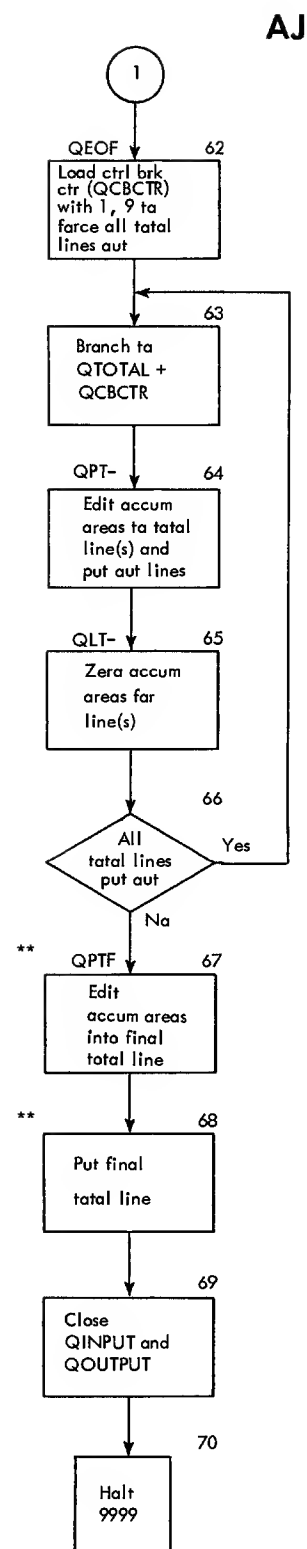 AJ
1
QEOF 62
Load ctrl brk
ctr (QCBCTR)
with 1, 9 ta
farce all tatal
lines aut
63
Branch ta
QTOTAL +
QCBCTR
QPT- 64
Edit accum
areas ta tatal
line(s) and
put aut lines
QLT- 65
Zera accum
areas far
line(s)
66
All
tatal lines
put aut
Yes
Na
**
QPTF 67
Edit
accum areas
into final
total line
**
68
Put final
tatal line
69
Close
QINPUT and
QOUTPUT
70
Halt
9999